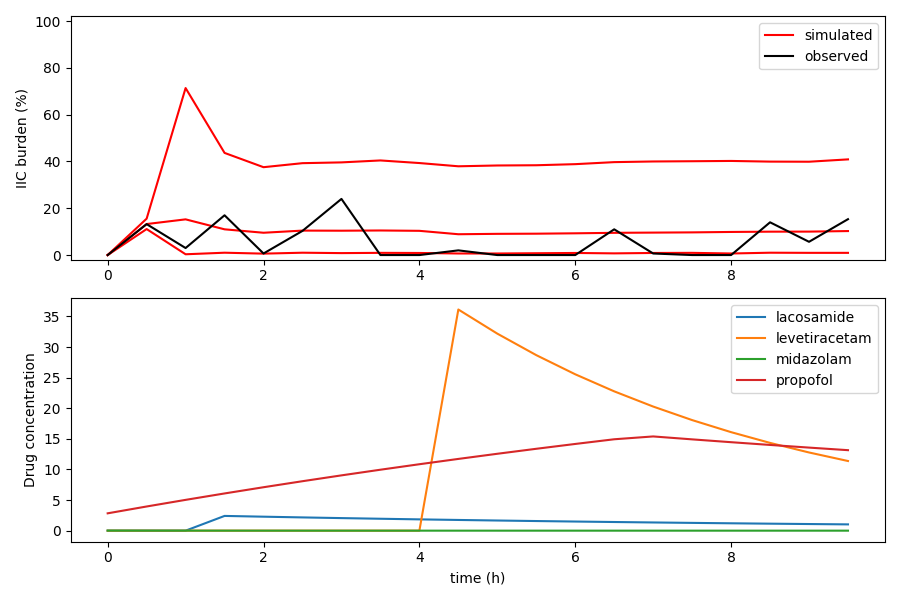 IIC burden (%)
100
80
60
40
20
0
simulated
observed
0 2 4 6 8
Drug concentration
35
30
25
20
15
10
5
0
lacosamide
levetiracetam
midazolam
propofol
0 2 4 6 8
time (h)